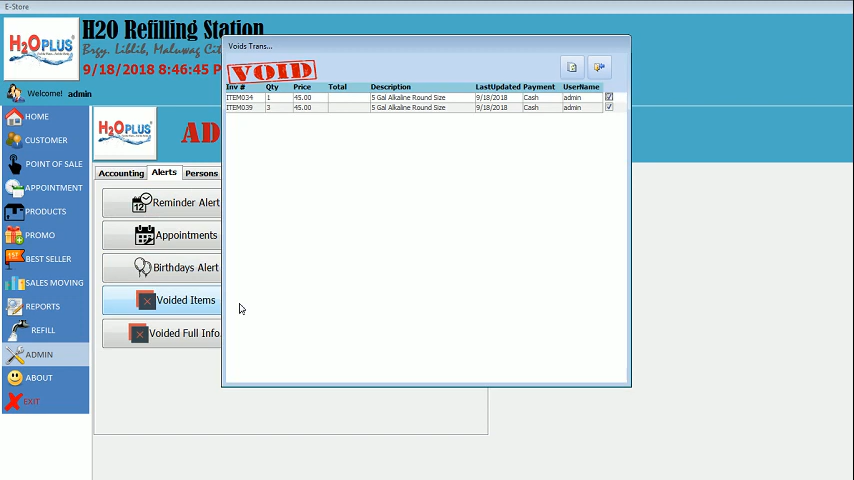 E-Store
H2O Refilling Station
H2OPLUS
Brgy. Liblib, Maluwag Cit
9/18/2018 8:46:45 P
Welcome! admin
HOME
CUSTOMER
POINT OF SALE
APPOINTMENT
PRODUCTS
PROMO
BEST SELLER
SALES MOVING
REPORTS
REFILL
ADMIN
ABOUT
EXIT
H2OPLUS
AD
Accounting Alerts Persons
Reminder Alert
Appointments
Birthdays Alert
Voided Items
Voided Full Info.
Voids Trans...
VOID
Inv # Qty Price Total Description LastUpdated Payment UserName
ITEM034 1 45.00 5 Gal Alkaline Round Size 9/18/2018 Cash admin
ITEM039 3 45.00 5 Gal Alkaline Round Size 9/18/2018 Cash admin